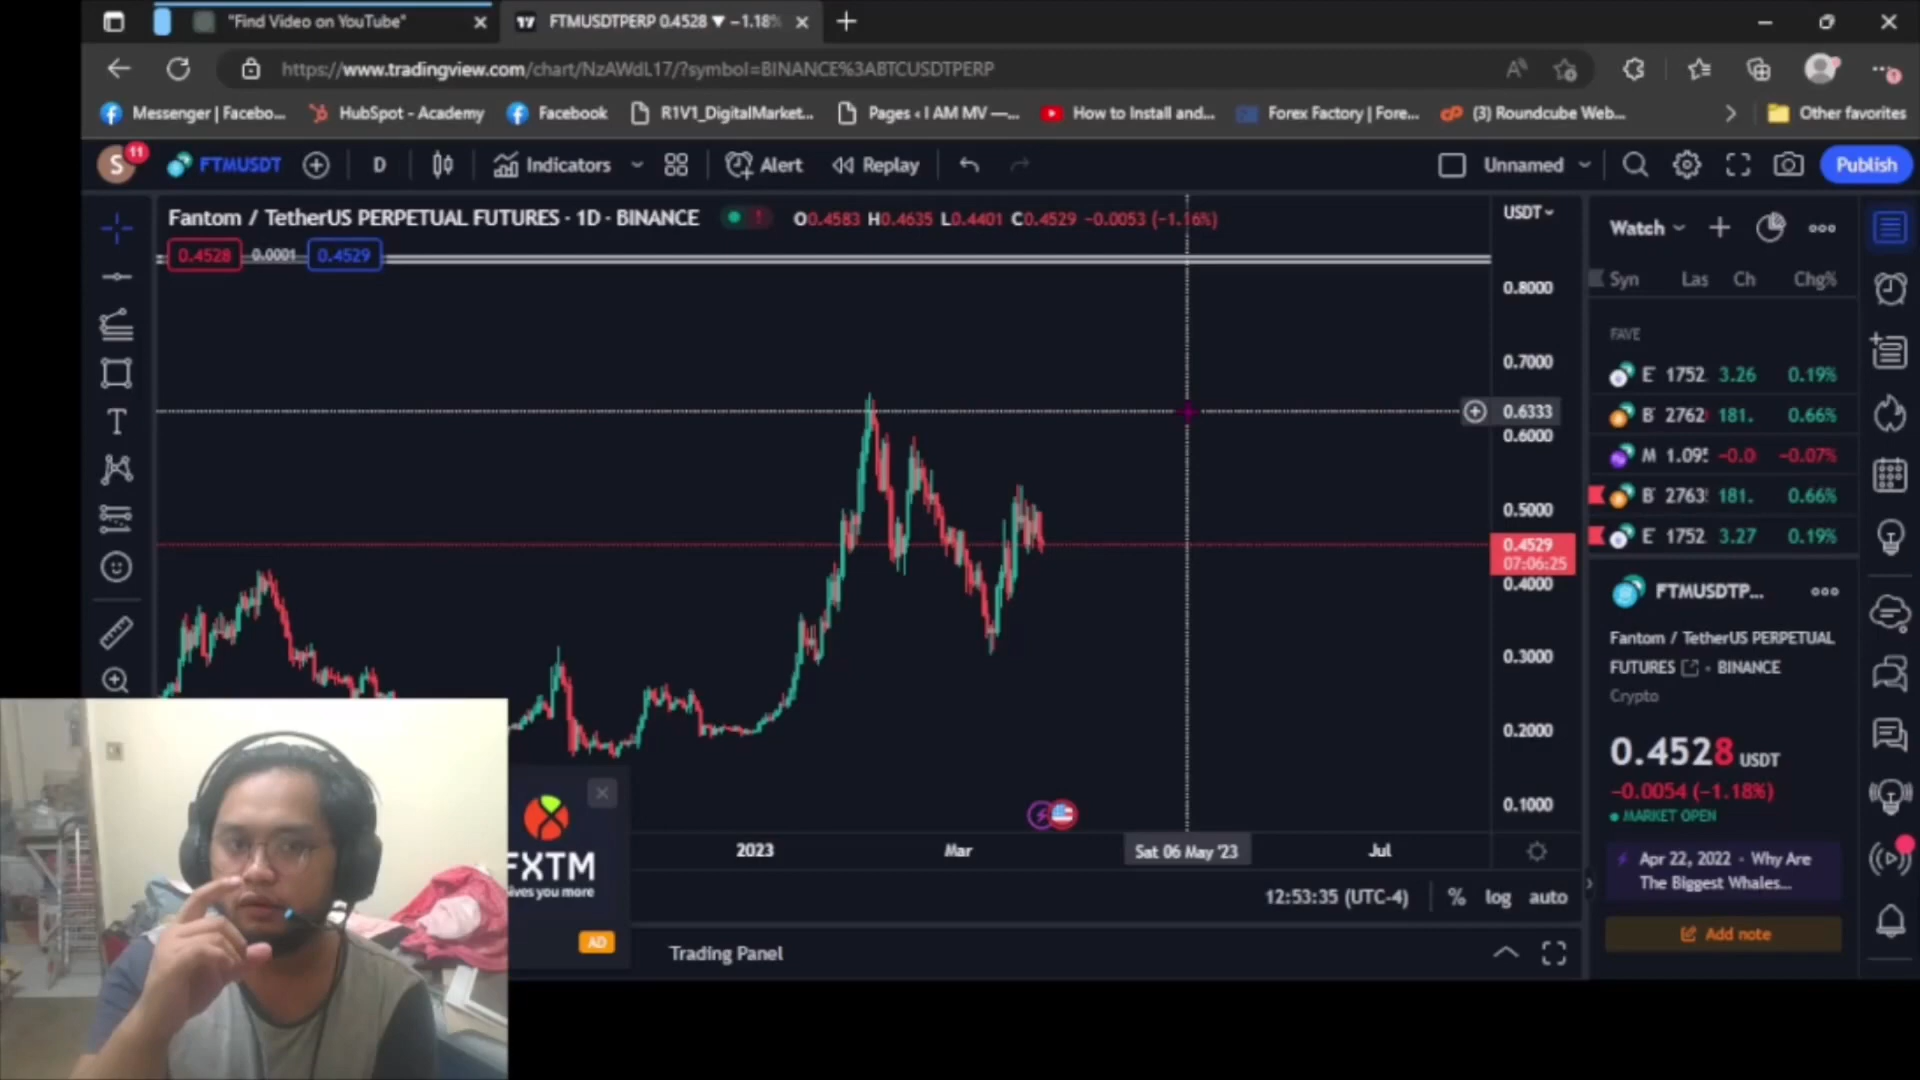 "Find Video on YouTube"
FTMUSDTPERP 0.4528 ▼ −1.18%
https://www.tradingview.com/chart/NzAWdL17/?symbol=BINANCE%3ABTCUSDTPERP
Messenger | Facebo...
HubSpot - Academy
Facebook
R1V1_DigitalMarket...
Pages ‹ I AM MV —...
How to Install and...
Forex Factory | Fore...
(3) Roundcube Web...
Other favorites
S
11
FTMUSDT
D
Indicators
Alert
Replay
Unnamed
Publish
Fantom / TetherUS PERPETUAL FUTURES · 1D · BINANCE
O0.4583 H0.4635 L0.4401 C0.4529 −0.0053 (−1.16%)
0.4528
0.0001
0.4529
USDT
0.8000
0.7000
0.6333
0.6000
0.5000
0.4529
07:06:25
0.4000
0.3000
0.2000
0.1000
2023
Mar
Sat 06 May '23
Jul
12:53:35 (UTC-4)
%
log
auto
Trading Panel
FXTM
gives you more
AD
Watch
Syn Las Ch Chg%
FAVE
E 1752 3.26 0.19%
B 2762 181. 0.66%
M 1.09 −0.0 −0.07%
B 2763 181. 0.66%
E 1752 3.27 0.19%
FTMUSDTP...
Fantom / TetherUS PERPETUAL
FUTURES · BINANCE
Crypto
0.4528 USDT
−0.0054 (−1.18%)
MARKET OPEN
Apr 22, 2022 - Why Are
The Biggest Whales...
Add note